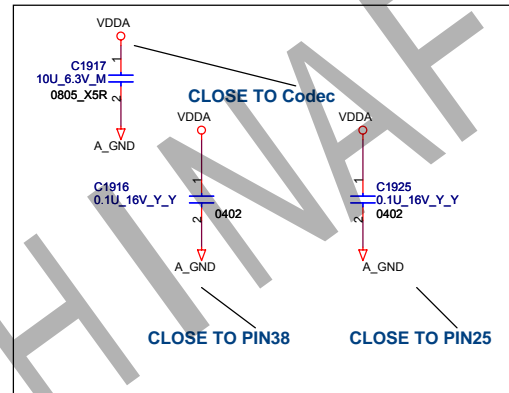 VDDA
1
C1917
10U_6.3V_M
2
0805_X5R
A_GND
CLOSE TO Codec
VDDA
1
C1916
0.1U_16V_Y_Y
2
0402
A_GND
CLOSE TO PIN38
VDDA
1
C1925
0.1U_16V_Y_Y
2
0402
A_GND
CLOSE TO PIN25